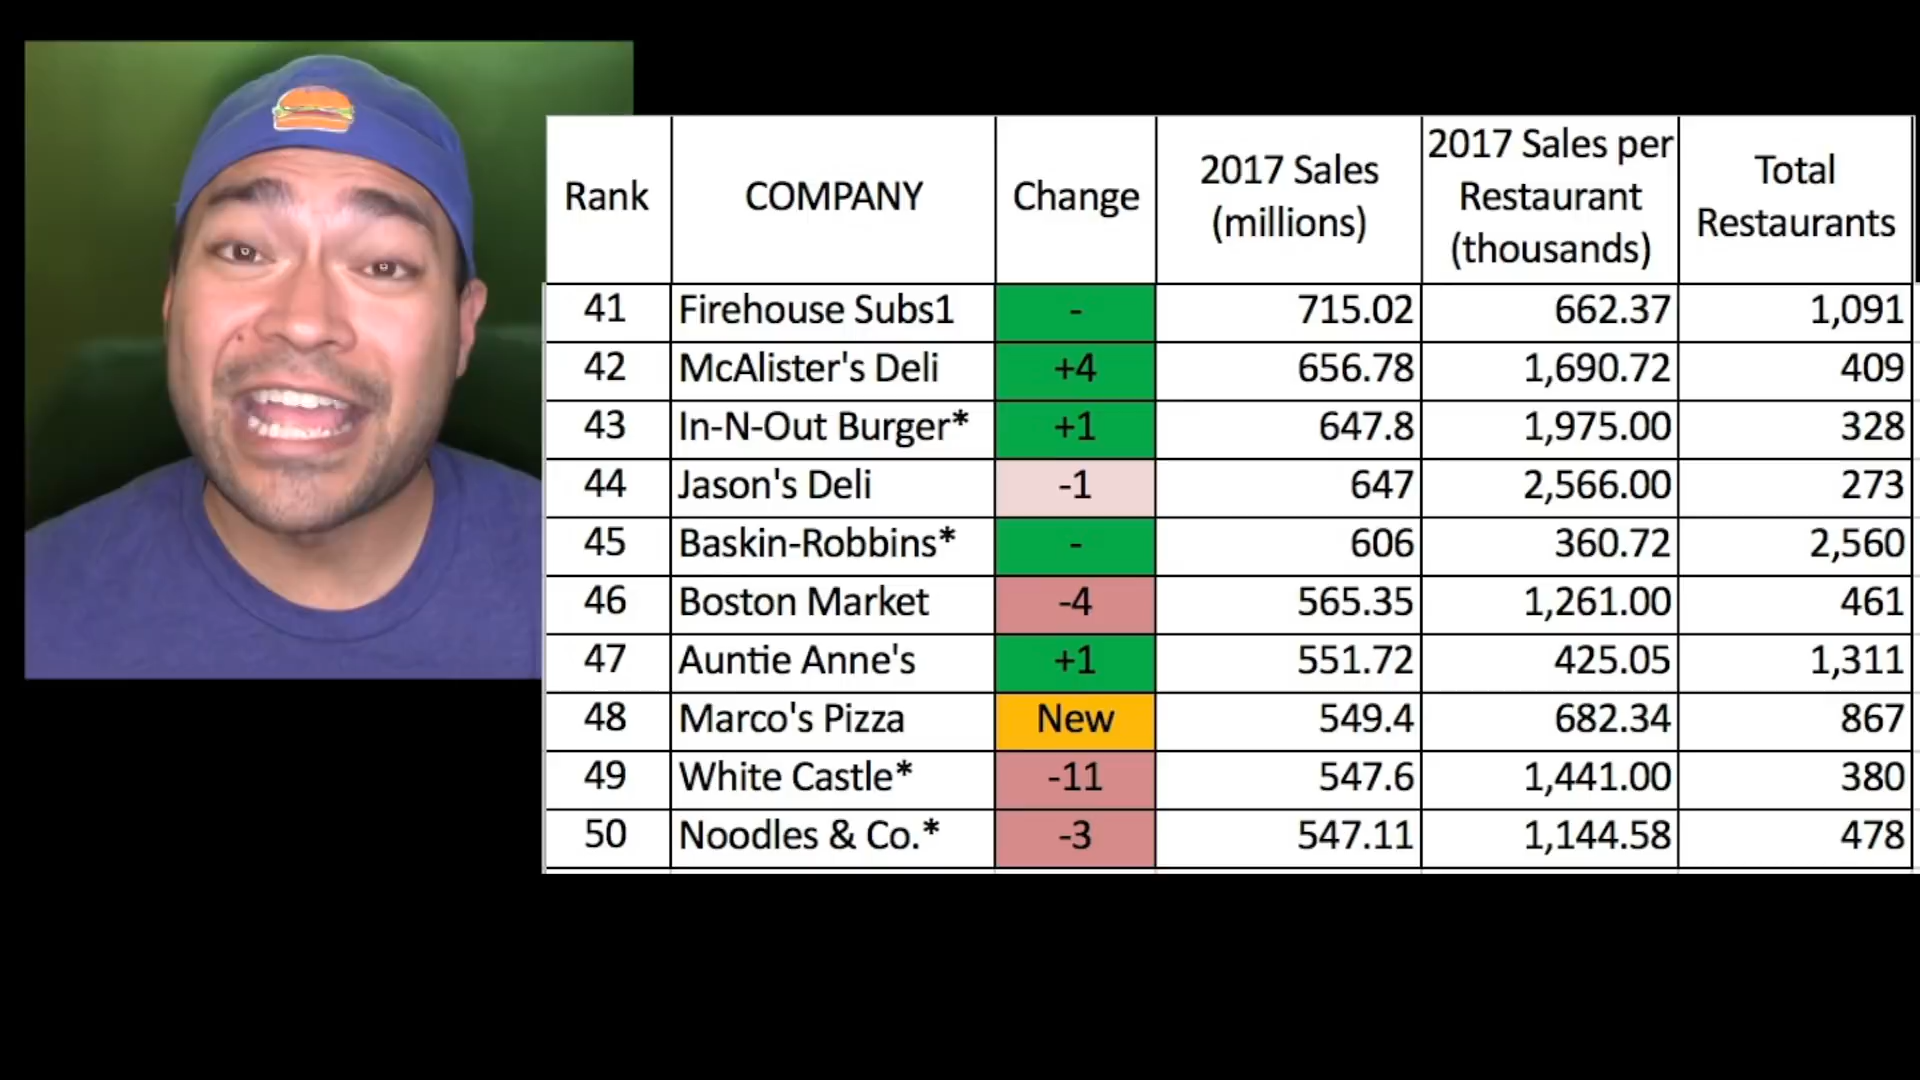 Rank COMPANY Change 2017 Sales (millions) 2017 Sales per Restaurant (thousands) Total Restaurants
41 Firehouse Subs1 - 715.02 662.37 1,091
42 McAlister's Deli +4 656.78 1,690.72 409
43 In-N-Out Burger* +1 647.8 1,975.00 328
44 Jason's Deli -1 647 2,566.00 273
45 Baskin-Robbins* - 606 360.72 2,560
46 Boston Market -4 565.35 1,261.00 461
47 Auntie Anne's +1 551.72 425.05 1,311
48 Marco's Pizza New 549.4 682.34 867
49 White Castle* -11 547.6 1,441.00 380
50 Noodles & Co.* -3 547.11 1,144.58 478